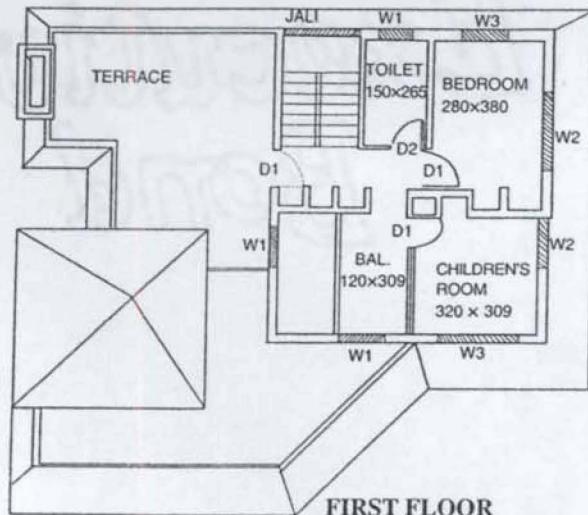 JALI
W1
W3
TERRACE
TOILET
150×265
BEDROOM
280×380
W2
D2
D1
D1
D1
W1
W2
BAL.
120×309
CHILDREN'S
ROOM
320 × 309
W1
W3
FIRST FLOOR